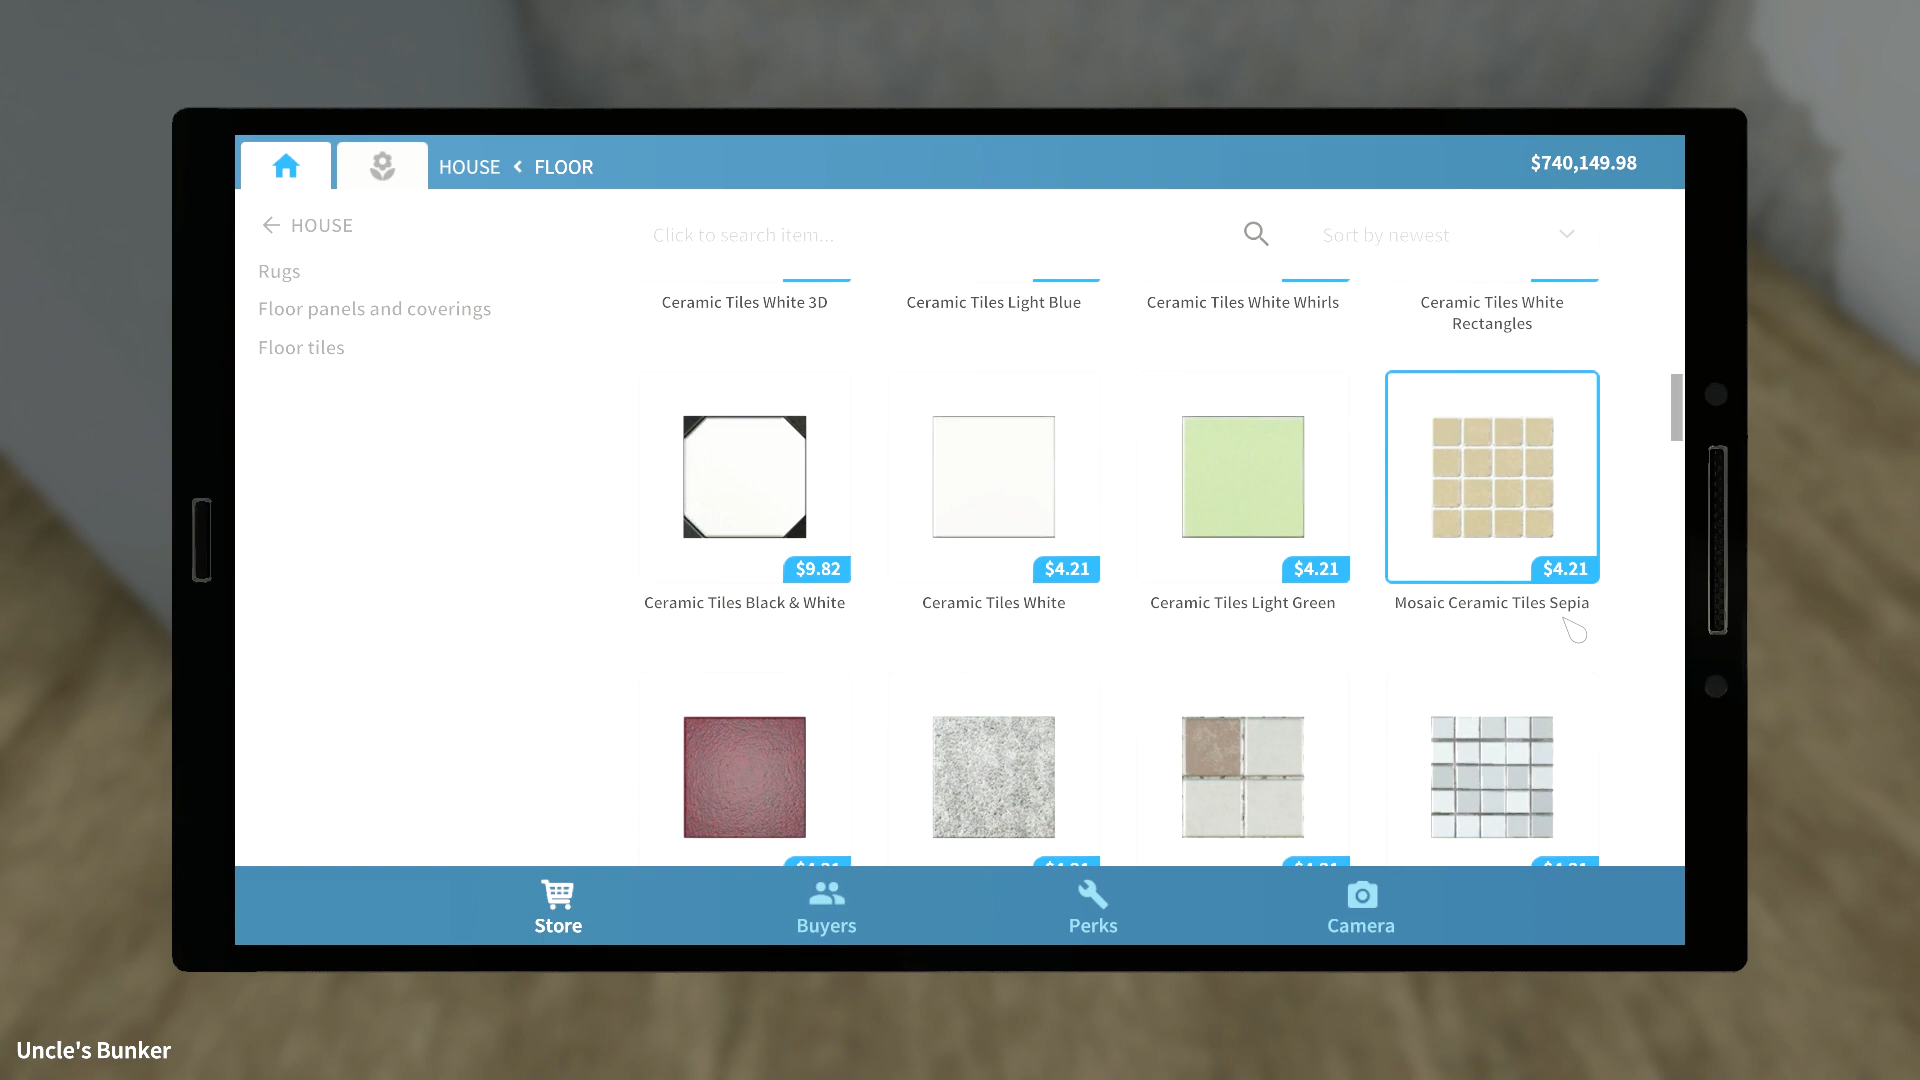 HOUSE < FLOOR
$740,149.98
HOUSE
Click to search item...
Sort by newest
Rugs
Floor panels and coverings
Floor tiles
Ceramic Tiles White 3D
Ceramic Tiles Light Blue
Ceramic Tiles White Whirls
Ceramic Tiles White
Rectangles
$9.82
$4.21
$4.21
$4.21
Ceramic Tiles Black & White
Ceramic Tiles White
Ceramic Tiles Light Green
Mosaic Ceramic Tiles Sepia
Store
Buyers
Perks
Camera
Uncle's Bunker